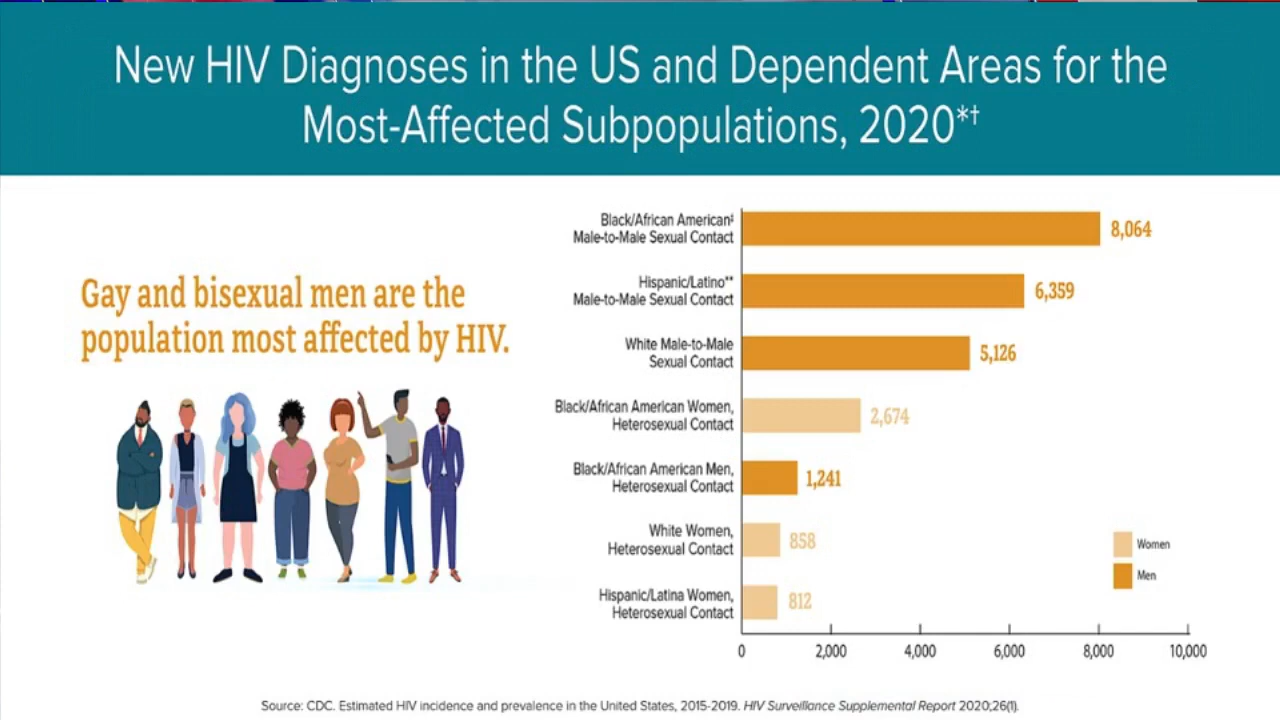 New HIV Diagnoses in the US and Dependent Areas for the
Most-Affected Subpopulations, 2020*†
Gay and bisexual men are the
population most affected by HIV.
Black/African American‡
Male-to-Male Sexual Contact
8,064
Hispanic/Latino**
Male-to-Male Sexual Contact
6,359
White Male-to-Male
Sexual Contact
5,126
Black/African American Women,
Heterosexual Contact
2,674
Black/African American Men,
Heterosexual Contact
1,241
White Women,
Heterosexual Contact
858
Hispanic/Latina Women,
Heterosexual Contact
812
Women
Men
0 2,000 4,000 6,000 8,000 10,000
Source: CDC. Estimated HIV incidence and prevalence in the United States, 2015-2019. HIV Surveillance Supplemental Report 2020;26(1).